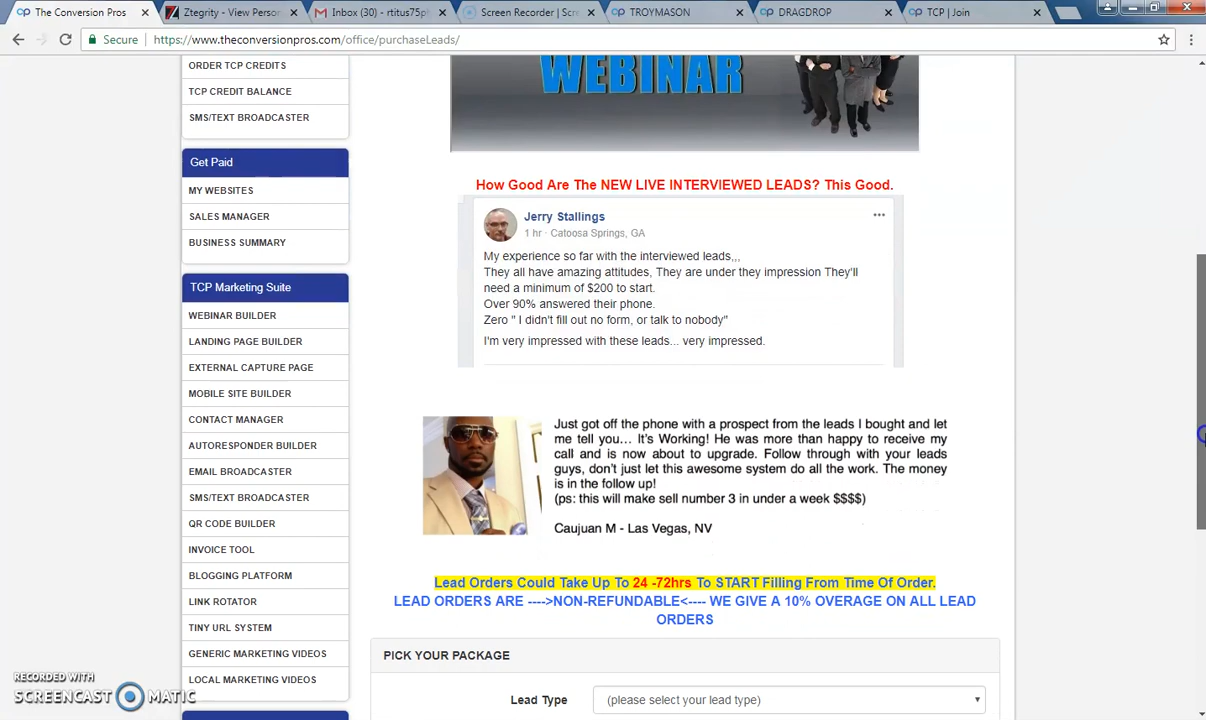 The Conversion Pros
Ztegrity - View Person
Inbox (30) - rtitus75p
Screen Recorder | Scr
TROYMASON
DRAGDROP
TCP | Join
Secure
https://www.theconversionpros.com/office/purchaseLeads/
ORDER TCP CREDITS
TCP CREDIT BALANCE
SMS/TEXT BROADCASTER
Get Paid
MY WEBSITES
SALES MANAGER
BUSINESS SUMMARY
TCP Marketing Suite
WEBINAR BUILDER
LANDING PAGE BUILDER
EXTERNAL CAPTURE PAGE
MOBILE SITE BUILDER
CONTACT MANAGER
AUTORESPONDER BUILDER
EMAIL BROADCASTER
SMS/TEXT BROADCASTER
QR CODE BUILDER
INVOICE TOOL
BLOGGING PLATFORM
LINK ROTATOR
TINY URL SYSTEM
GENERIC MARKETING VIDEOS
LOCAL MARKETING VIDEOS
WEBINAR
How Good Are The NEW LIVE INTERVIEWED LEADS? This Good.
Jerry Stallings
1 hr · Catoosa Springs, GA
My experience so far with the interviewed leads,,,
They all have amazing attitudes, They are under they impression They'll
need a minimum of $200 to start.
Over 90% answered their phone.
Zero " I didn't fill out no form, or talk to nobody"
I'm very impressed with these leads... very impressed.
Just got off the phone with a prospect from the leads I bought and let
me tell you... It's Working! He was more than happy to receive my
call and is now about to upgrade. Follow through with your leads
guys, don't just let this awesome system do all the work. The money
is in the follow up!
(ps: this will make sell number 3 in under a week $$$$)
Caujuan M - Las Vegas, NV
Lead Orders Could Take Up To 24 -72hrs To START Filling From Time Of Order.
LEAD ORDERS ARE ---->NON-REFUNDABLE<---- WE GIVE A 10% OVERAGE ON ALL LEAD
ORDERS
PICK YOUR PACKAGE
Lead Type
(please select your lead type)
RECORDED WITH
SCREENCAST MATIC